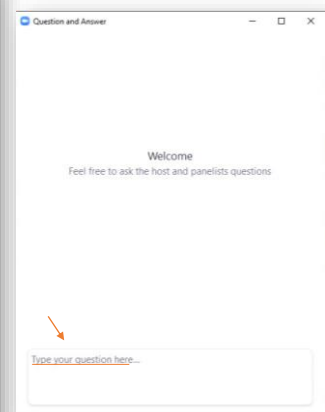 Question and Answer
Welcome
Feel free to ask the host and panelists questions
Type your question here...